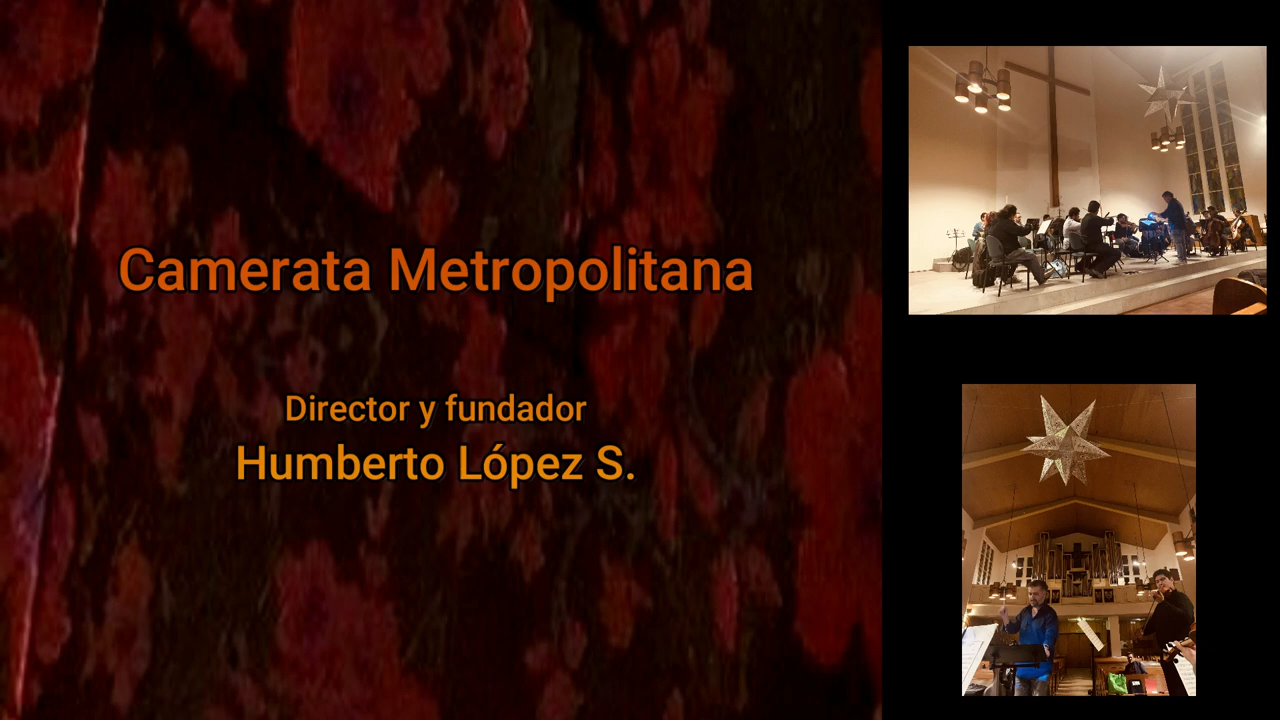 Camerata Metropolitana
Director y fundador
Humberto López S.